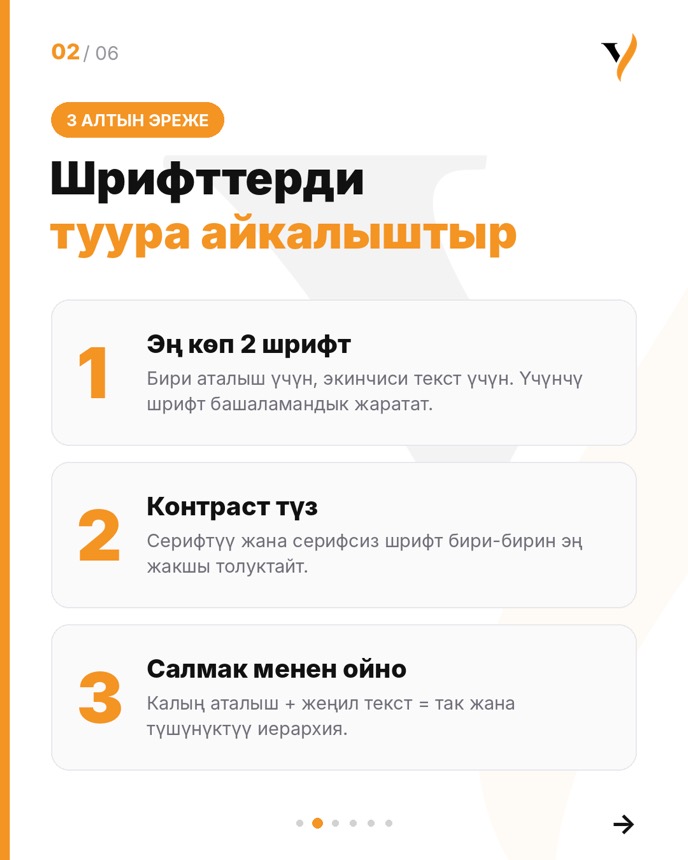 02 / 06
3 АЛТЫН ЭРЕЖЕ
Шрифттерди
туура айкалыштыр
1
Эң көп 2 шрифт
Бири аталыш үчүн, экинчиси текст үчүн. Үчүнчү
шрифт башаламандык жаратат.
2
Контраст түз
Серифтүү жана серифсиз шрифт бири-бирин эң
жакшы толуктайт.
3
Салмак менен ойно
Калың аталыш + жеңил текст = так жана
түшүнүктүү иерархия.